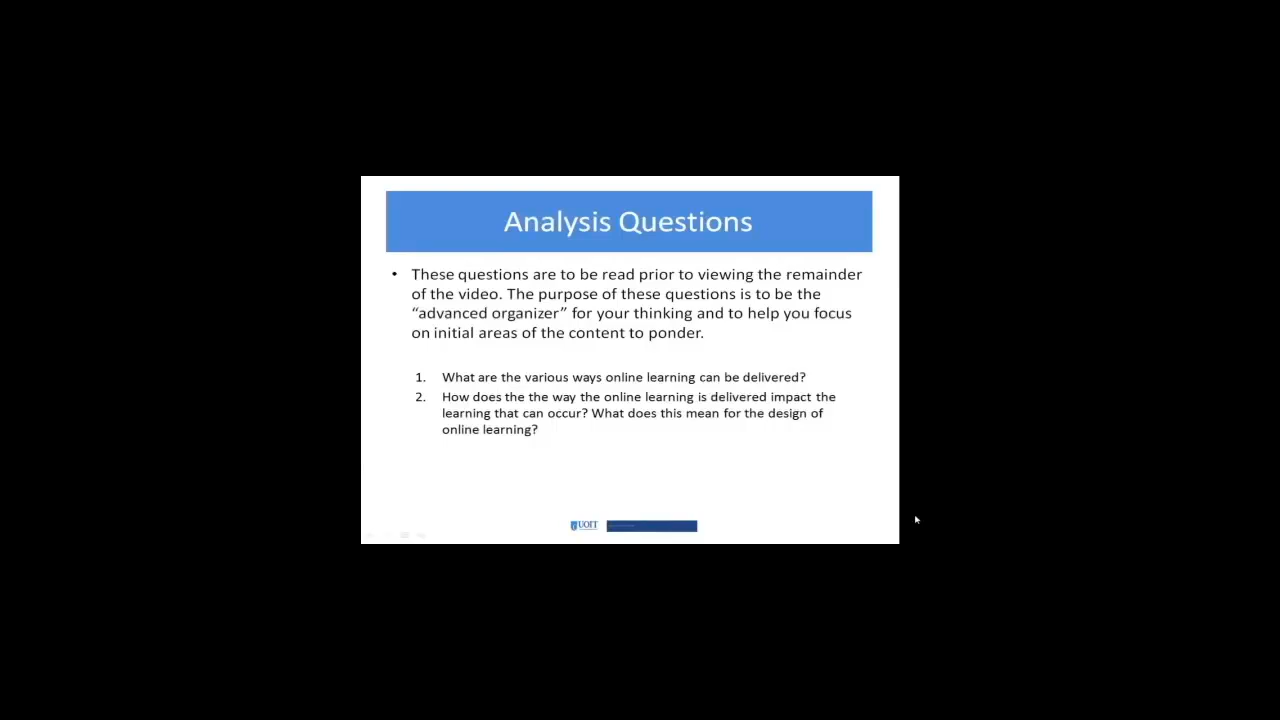 Analysis Questions
• These questions are to be read prior to viewing the remainder
of the video. The purpose of these questions is to be the
“advanced organizer” for your thinking and to help you focus
on initial areas of the content to ponder.
1. What are the various ways online learning can be delivered?
2. How does the the way the online learning is delivered impact the
learning that can occur? What does this mean for the design of
online learning?
UOIT